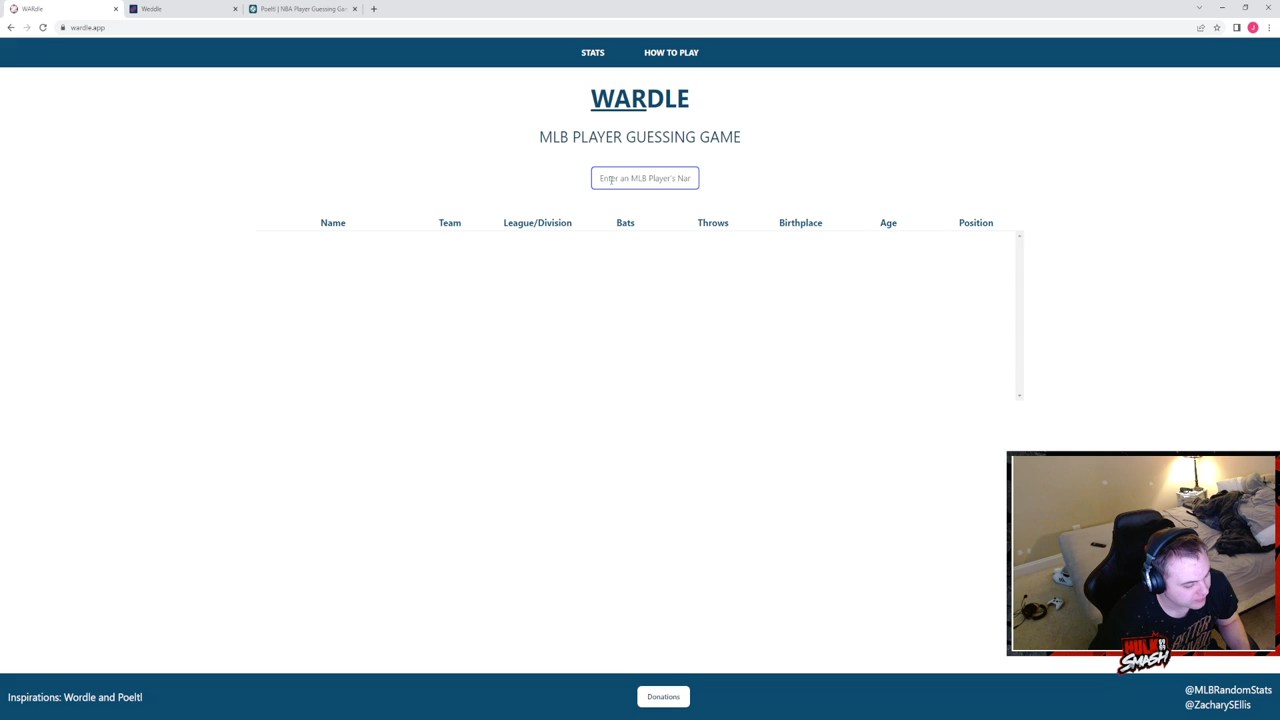 WARdle
Weddle
Poeltl | NBA Player Guessing Ga
wardle.app
J
STATS
HOW TO PLAY
WARDLE
MLB PLAYER GUESSING GAME
Enter an MLB Player's Nar
Name Team League/Division Bats Throws Birthplace Age Position
HULK
SMASH
Inspirations: Wordle and Poeltl
Donations
@MLBRandomStats
@ZacharySEllis